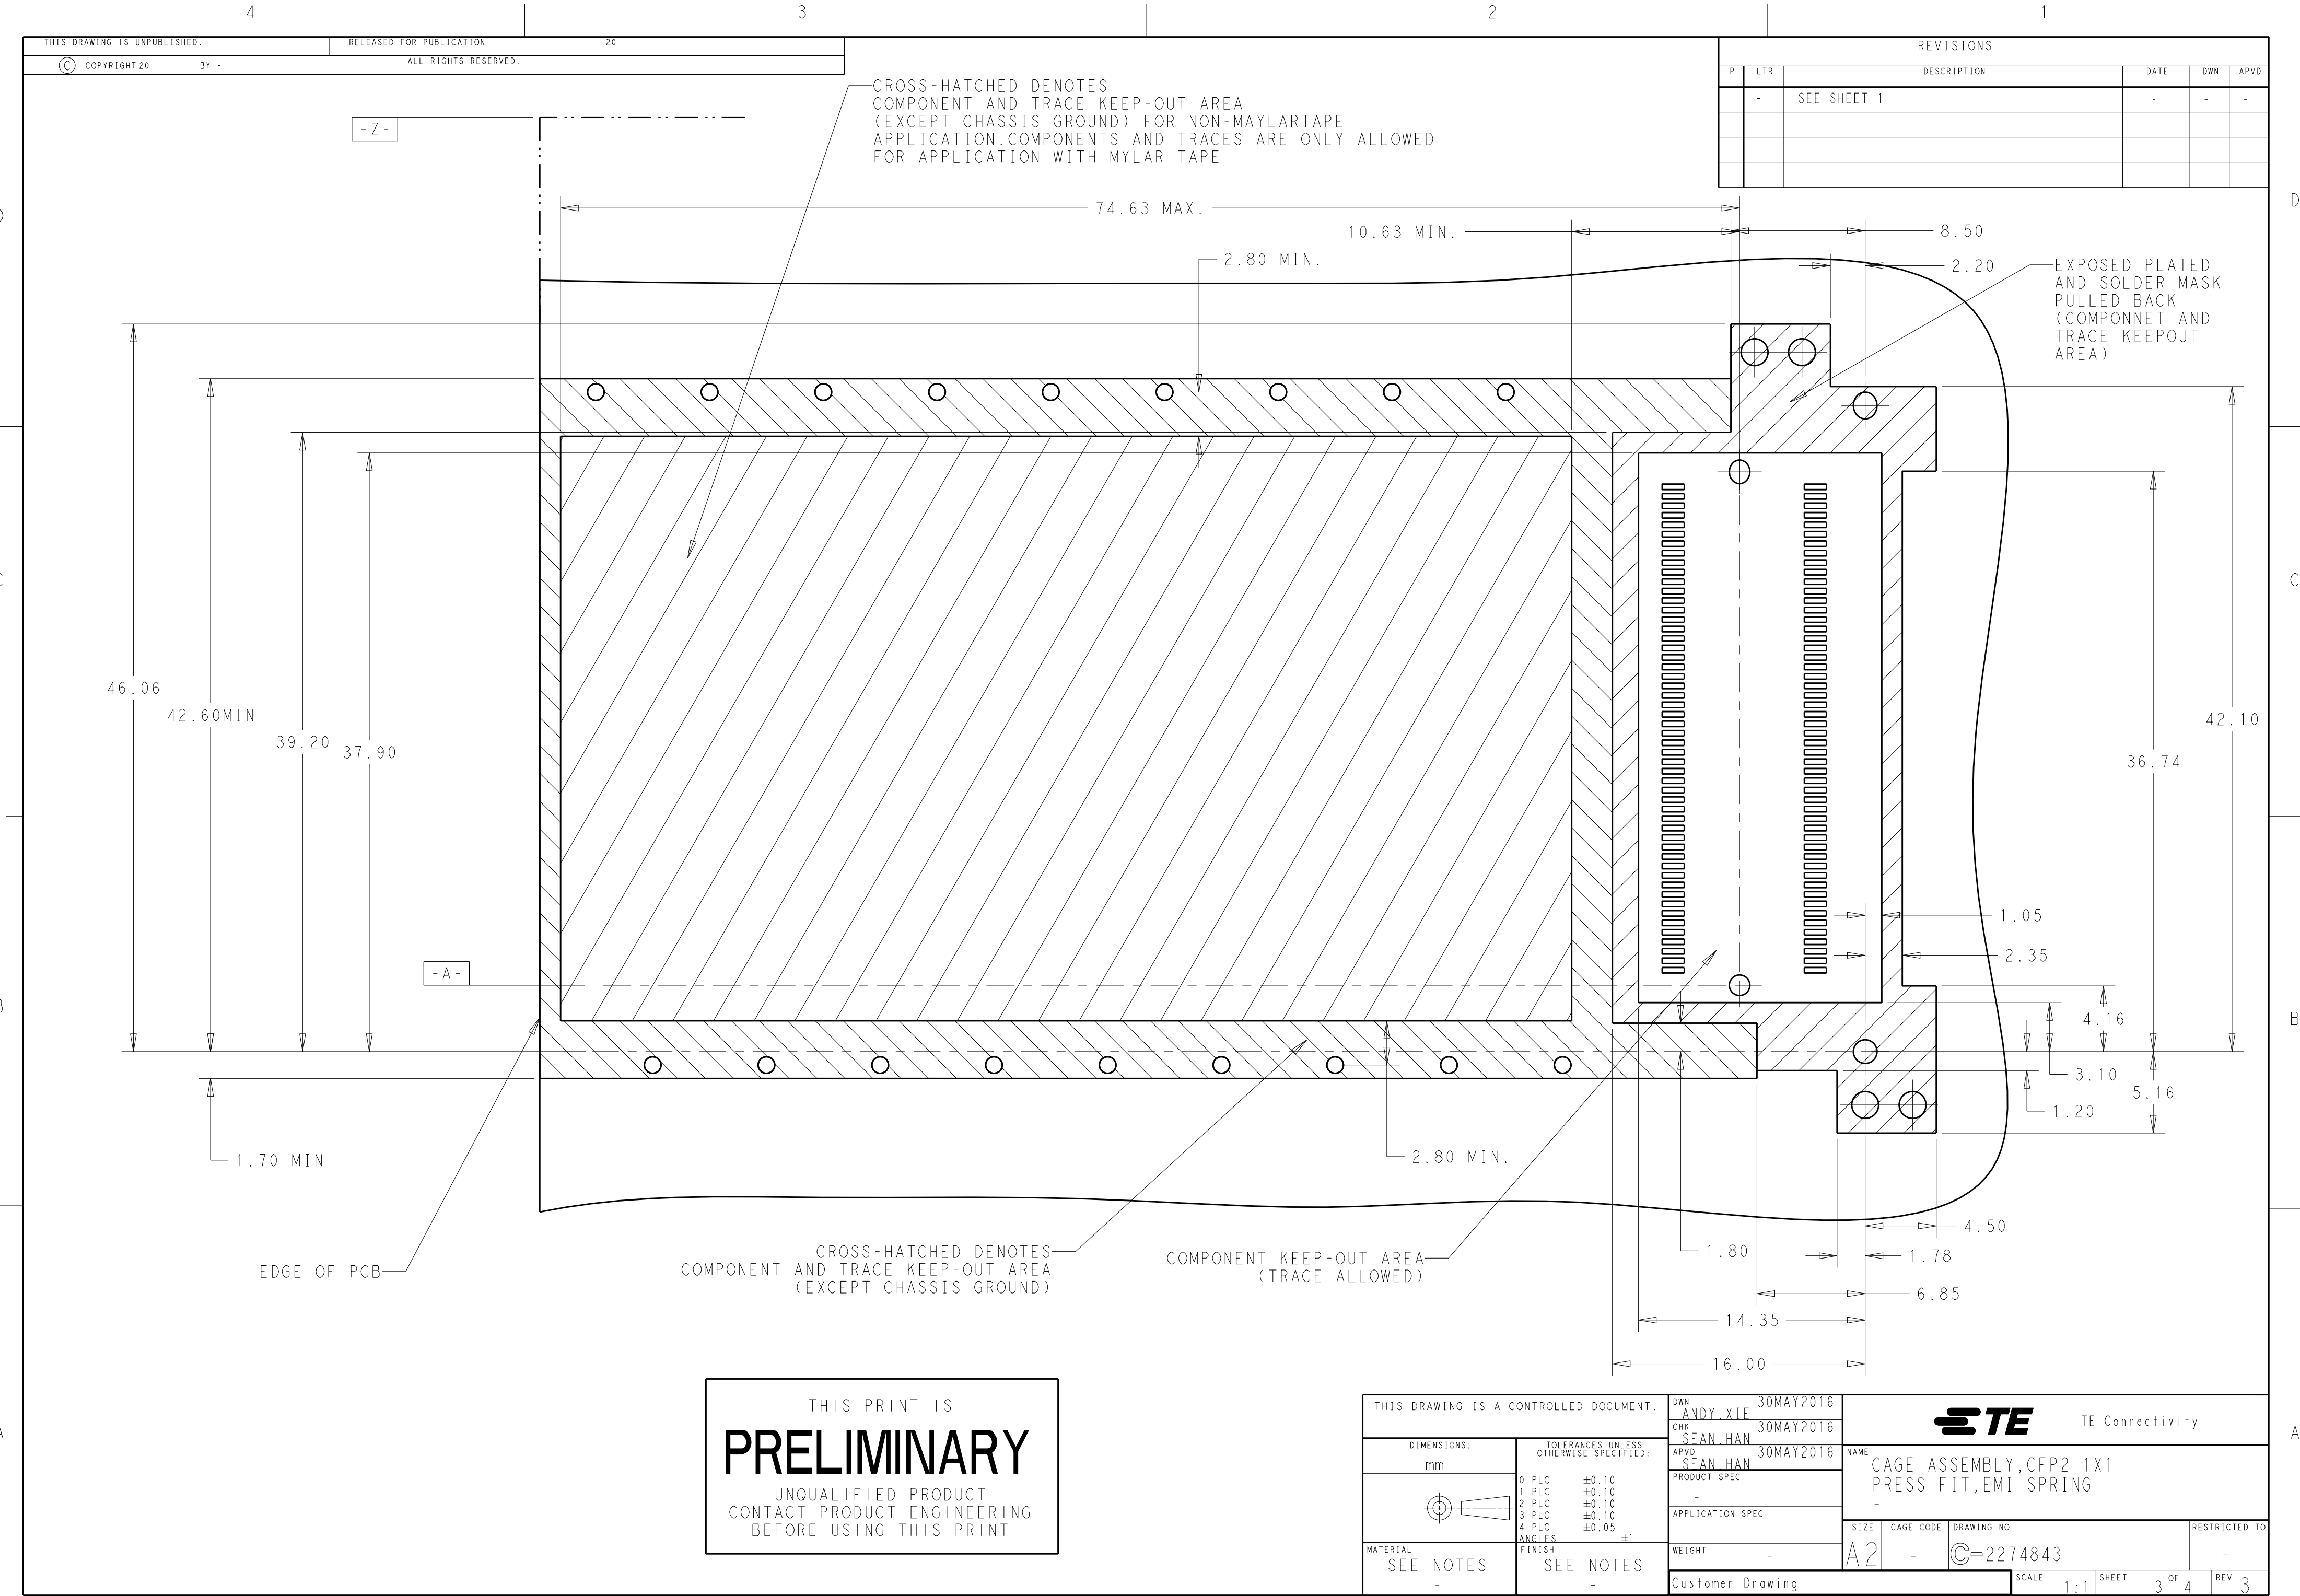 4 3 2 1
THIS DRAWING IS UNPUBLISHED. RELEASED FOR PUBLICATION 20
© COPYRIGHT 20 BY - ALL RIGHTS RESERVED.
REVISIONS
P LTR DESCRIPTION DATE DWN APVD
- SEE SHEET 1 - - -
CROSS-HATCHED DENOTES
COMPONENT AND TRACE KEEP-OUT AREA
(EXCEPT CHASSIS GROUND) FOR NON-MAYLARTAPE
APPLICATION.COMPONENTS AND TRACES ARE ONLY ALLOWED
FOR APPLICATION WITH MYLAR TAPE
-Z-
D
74.63 MAX.
10.63 MIN.
8.50
2.80 MIN.
2.20
EXPOSED PLATED
AND SOLDER MASK
PULLED BACK
(COMPONNET AND
TRACE KEEPOUT
AREA)
C
46.06
42.60MIN
39.20
37.90
42.10
36.74
1.05
2.35
-A-
B
4.16
3.10
5.16
1.20
1.70 MIN
2.80 MIN.
4.50
1.80
1.78
EDGE OF PCB
CROSS-HATCHED DENOTES
COMPONENT AND TRACE KEEP-OUT AREA
(EXCEPT CHASSIS GROUND)
COMPONENT KEEP-OUT AREA
(TRACE ALLOWED)
6.85
14.35
16.00
A
THIS PRINT IS
PRELIMINARY
UNQUALIFIED PRODUCT
CONTACT PRODUCT ENGINEERING
BEFORE USING THIS PRINT
THIS DRAWING IS A CONTROLLED DOCUMENT.
DIMENSIONS:
mm
TOLERANCES UNLESS
OTHERWISE SPECIFIED:
0 PLC ±0.10
1 PLC ±0.10
2 PLC ±0.10
3 PLC ±0.10
4 PLC ±0.05
ANGLES ±1
MATERIAL
SEE NOTES
-
FINISH
SEE NOTES
-
DWN 30MAY2016
ANDY.XIE
CHK 30MAY2016
SEAN.HAN
APVD 30MAY2016
SEAN.HAN
PRODUCT SPEC
-
APPLICATION SPEC
-
WEIGHT -
Customer Drawing
TE TE Connectivity
NAME
CAGE ASSEMBLY,CFP2 1X1
PRESS FIT,EMI SPRING
-
SIZE CAGE CODE DRAWING NO RESTRICTED TO
A2 - C-2274843 -
SCALE 1:1 SHEET 3 OF 4 REV 3